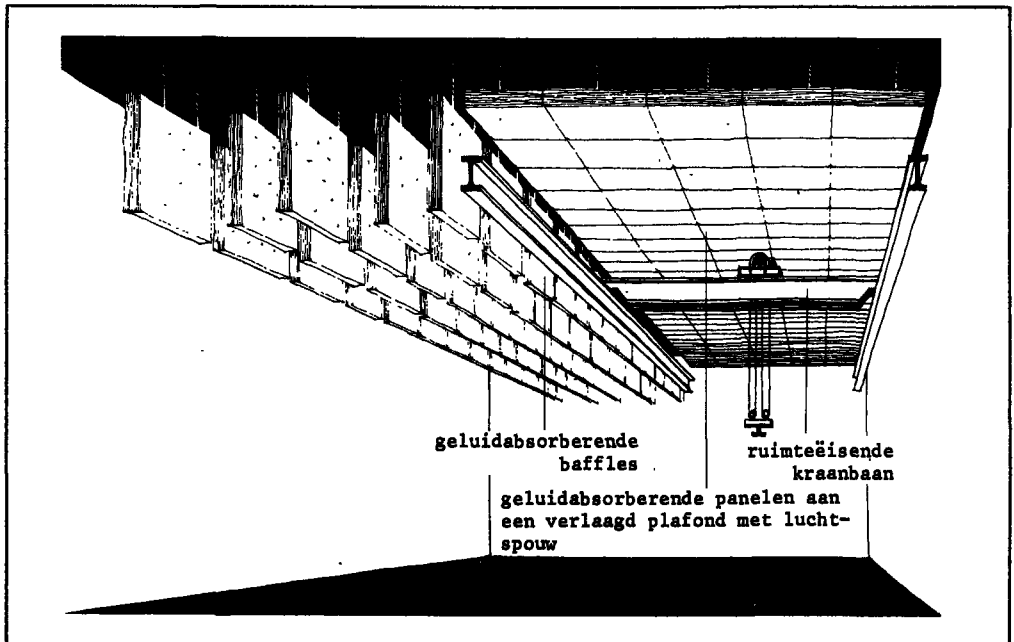 geluidabsorberende
baffles
ruimteëisende
kraanbaan
geluidabsorberende panelen aan
een verlaagd plafond met lucht-
spouw